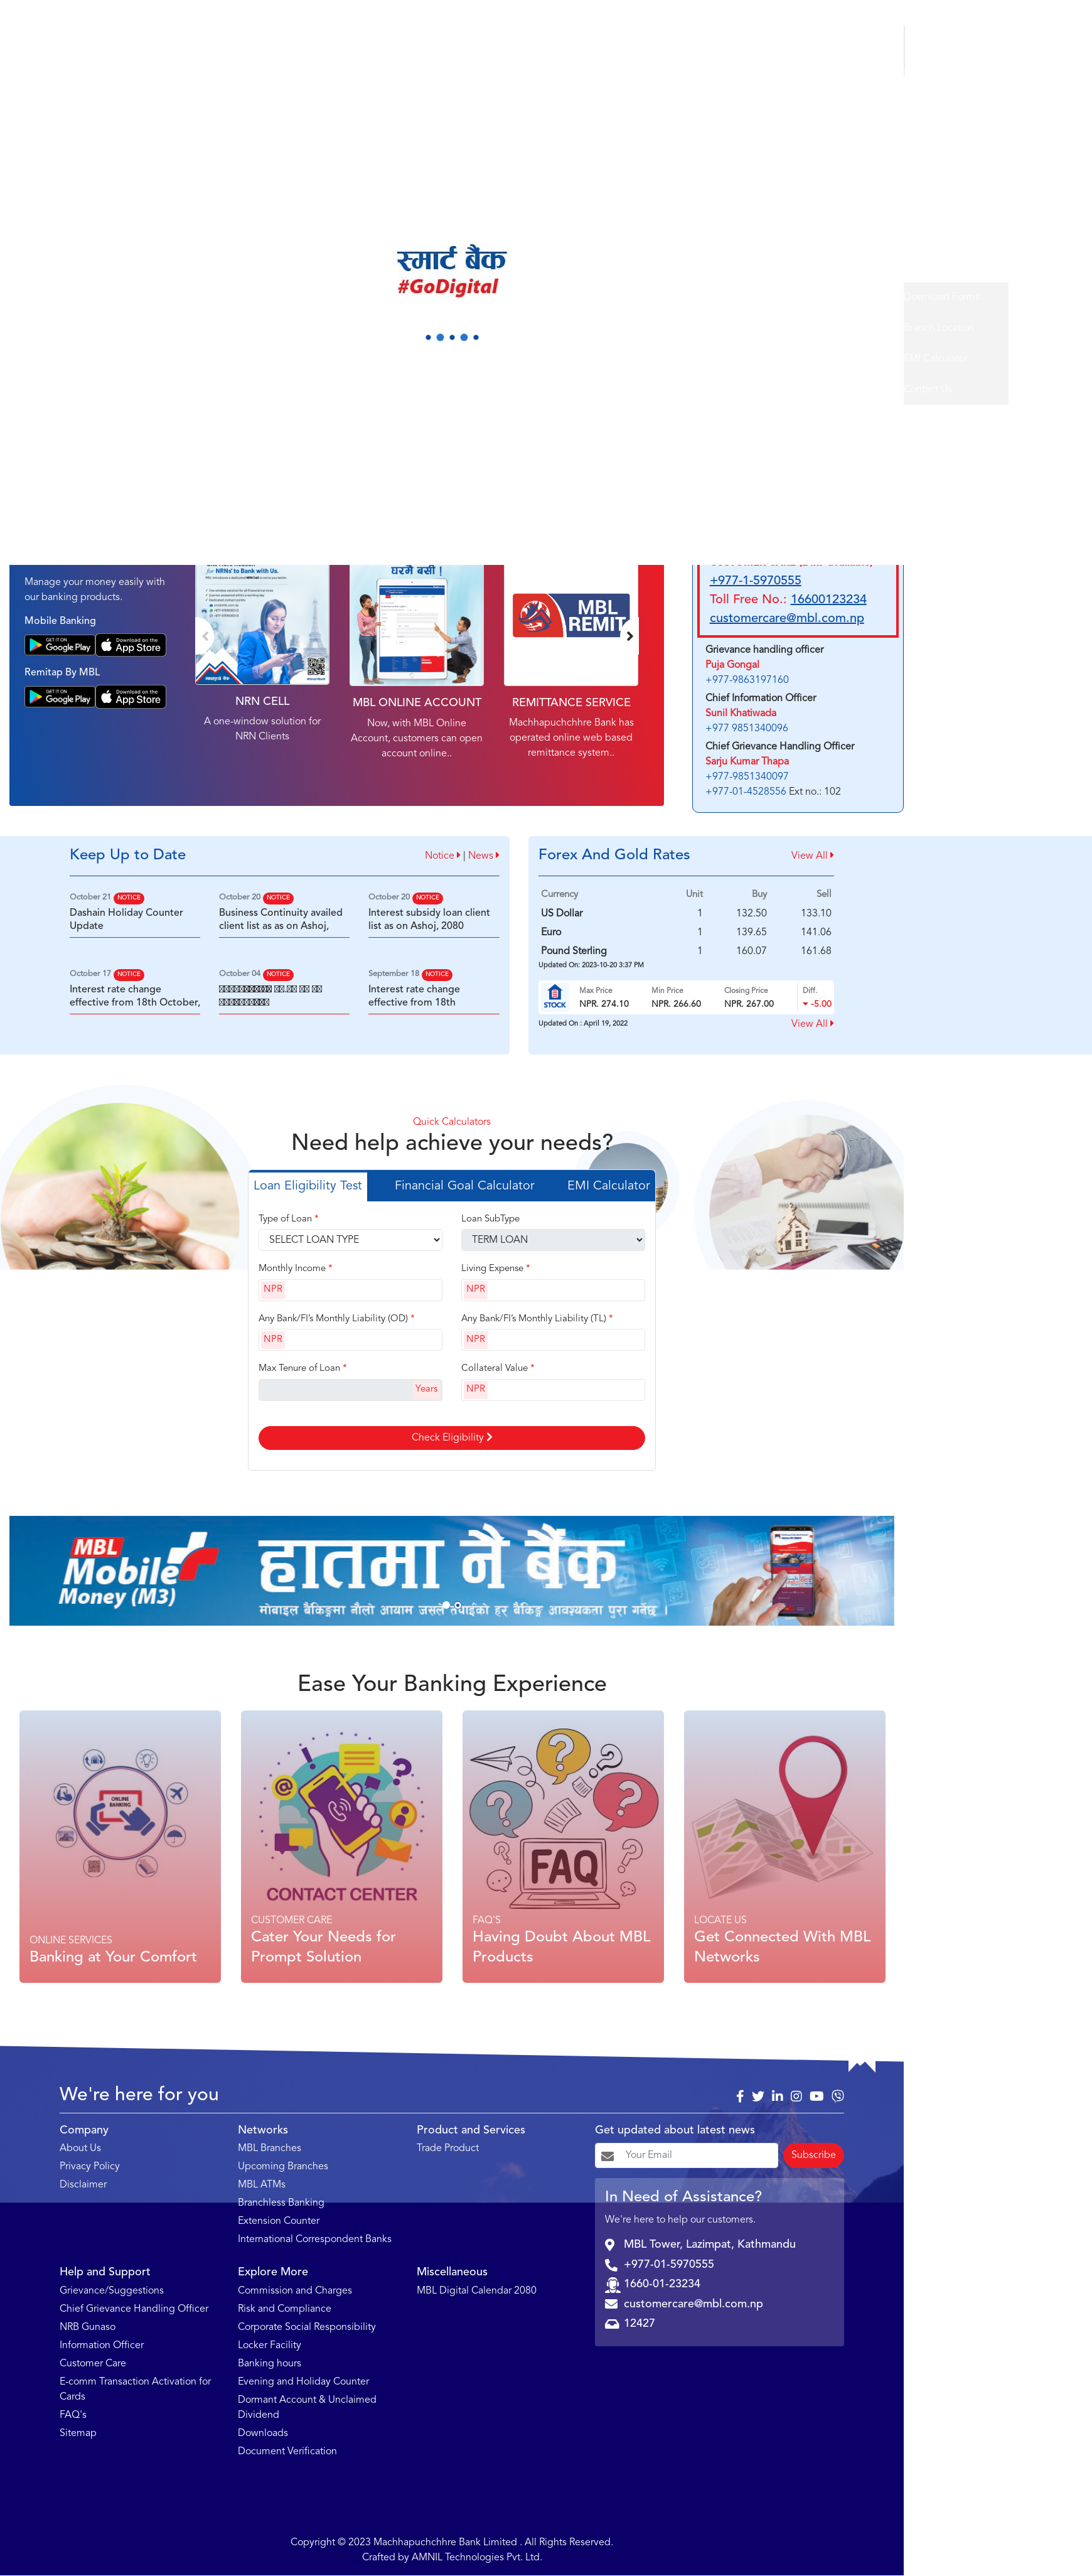 स्मार्ट बैंक
#GoDigital
Download Forms
Branch Location
EMI Calculator
Contact Us
Manage your money easily with
our banking products.
Mobile Banking
GET IN ON
Google Play
Download on the
App Store
Remitap By MBL
Google Play
Download on the
App Store
for NRNs' to Bank with Us.
NRN CELL
A one-window solution for
NRN Clients
घरमै बसी !
MBL ONLINE ACCOUNT
Now, with MBL Online
Account, customers can open
account online..
MBL
REMIT
REMITTANCE SERVICE
Machhapuchchhre Bank has
operated online web based
remittance system..
+977-1-5970555
Toll Free No.: 16600123234
customercare@mbl.com.np
Grievance handling officer
Puja Gongal
+977-9863197160
Chief Information Officer
Sunil Khatiwada
+977 9851340096
Chief Grievance Handling Officer
Sarju Kumar Thapa
+977-9851340097
+977-01-4528556 Ext no.: 102
Keep Up to Date
Notice | News
October 21 NOTICE
Dashain Holiday Counter
Update
October 20 NOTICE
Business Continuity availed
client list as as on Ashoj,
October 20 NOTICE
Interest subsidy loan client
list as on Ashoj, 2080
October 17 NOTICE
Interest rate change
effective from 18th October,
October 04 NOTICE
September 18 NOTICE
Interest rate change
effective from 18th
Forex And Gold Rates
View All
Currency Unit Buy Sell
US Dollar 1 132.50 133.10
Euro 1 139.65 141.06
Pound Sterling 1 160.07 161.68
Updated On: 2023-10-20 3:37 PM
STOCK
Max Price Min Price Closing Price Diff.
NPR. 274.10 NPR. 266.60 NPR. 267.00 -5.00
Updated On : April 19, 2022
View All
Quick Calculators
Need help achieve your needs?
Loan Eligibility Test Financial Goal Calculator EMI Calculator
Type of Loan * Loan SubType
SELECT LOAN TYPE TERM LOAN
Monthly Income * Living Expense *
NPR NPR
Any Bank/FI's Monthly Liability (OD) * Any Bank/FI's Monthly Liability (TL) *
NPR NPR
Max Tenure of Loan * Collateral Value *
Years NPR
Check Eligibility
MBL
Mobile
Money (M3)
हातमा नै बैंक
मोबाइल बैंकिङ्गमा नौलो आयाम जसले तपाईको हर बैंकिङ्ग आवश्यकता पुरा गर्नेछ ।
Ease Your Banking Experience
ONLINE
BANKING
ONLINE SERVICES
Banking at Your Comfort
CONTACT CENTER
CUSTOMER CARE
Cater Your Needs for
Prompt Solution
FAQ
FAQ'S
Having Doubt About MBL
Products
LOCATE US
Get Connected With MBL
Networks
We're here for you
Company
About Us
Privacy Policy
Disclaimer
Networks
MBL Branches
Upcoming Branches
MBL ATMs
Branchless Banking
Extension Counter
International Correspondent Banks
Product and Services
Trade Product
Get updated about latest news
Your Email
Subscribe
In Need of Assistance?
We're here to help our customers.
MBL Tower, Lazimpat, Kathmandu
+977-01-5970555
1660-01-23234
customercare@mbl.com.np
12427
Help and Support
Grievance/Suggestions
Chief Grievance Handling Officer
NRB Gunaso
Information Officer
Customer Care
E-comm Transaction Activation for
Cards
FAQ's
Sitemap
Explore More
Commission and Charges
Risk and Compliance
Corporate Social Responsibility
Locker Facility
Banking hours
Evening and Holiday Counter
Dormant Account & Unclaimed
Dividend
Downloads
Document Verification
Miscellaneous
MBL Digital Calendar 2080
Copyright © 2023 Machhapuchchhre Bank Limited . All Rights Reserved.
Crafted by AMNIL Technologies Pvt. Ltd.